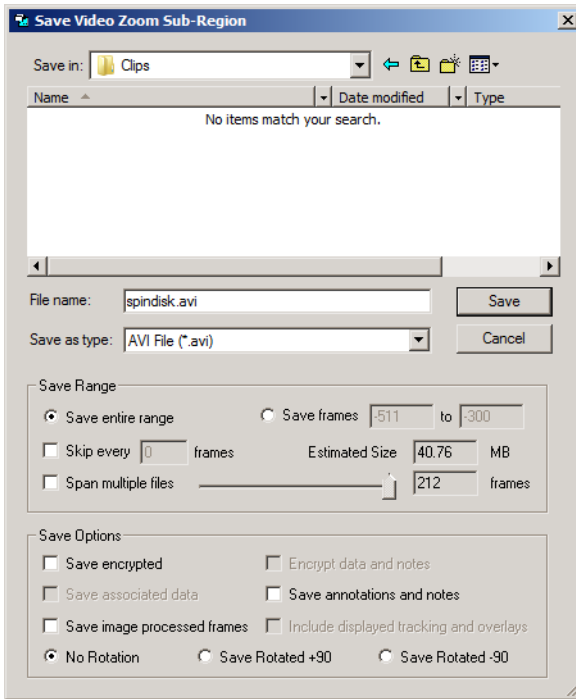 Save Video Zoom Sub-Region
Save in: Clips
Name Date modified Type
No items match your search.
File name: spindisk.avi Save
Save as type: AVI File (*.avi) Cancel
Save Range
Save entire range Save frames -511 to -300
Skip every 0 frames Estimated Size 40.76 MB
Span multiple files 212 frames
Save Options
Save encrypted Encrypt data and notes
Save associated data Save annotations and notes
Save image processed frames Include displayed tracking and overlays
No Rotation Save Rotated +90 Save Rotated -90